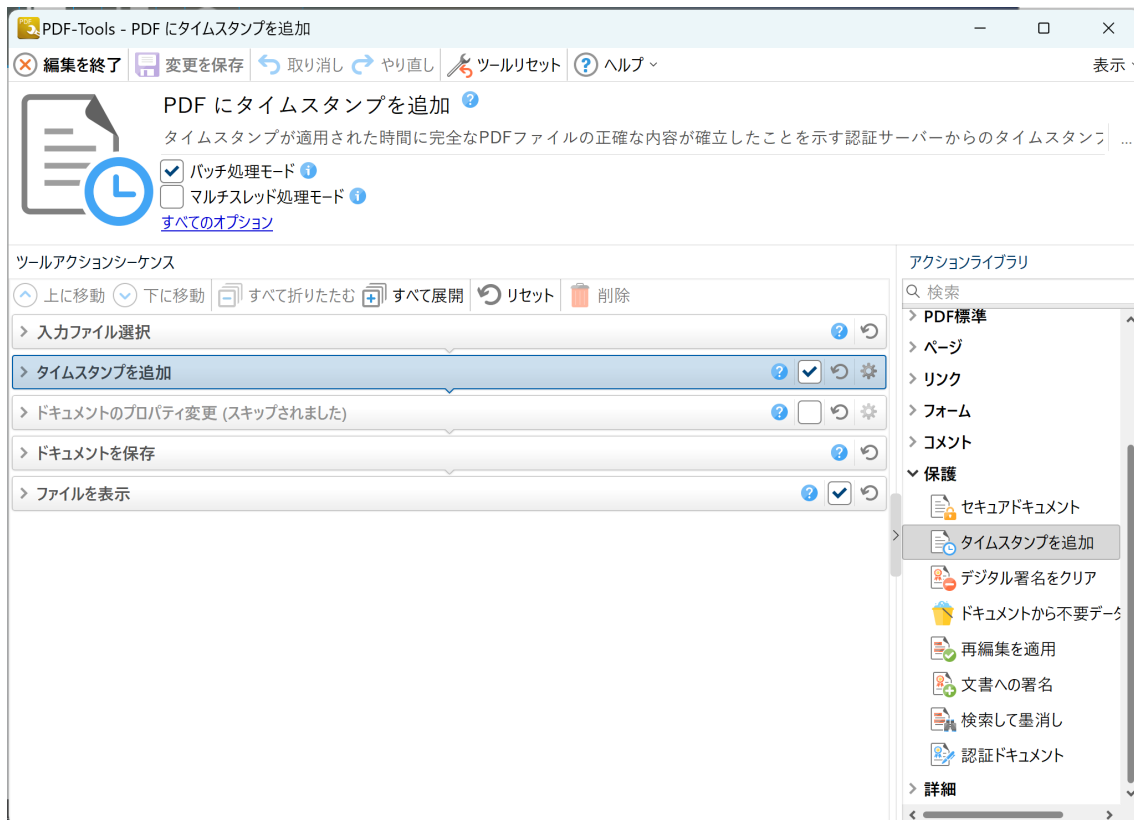 PDF-Tools - PDF にタイムスタンプを追加
編集を終了 変更を保存 取り消し やり直し ツールリセット ヘルプ 表示
PDF にタイムスタンプを追加
タイムスタンプが適用された時間に完全なPDFファイルの正確な内容が確立したことを示す認証サーバーからのタイムスタンプ ...
バッチ処理モード
マルチスレッド処理モード
すべてのオプション
ツールアクションシーケンス
上に移動 下に移動 すべて折りたたむ すべて展開 リセット 削除
入力ファイル選択
タイムスタンプを追加
ドキュメントのプロパティ変更 (スキップされました)
ドキュメントを保存
ファイルを表示
アクションライブラリ
検索
PDF標準
ページ
リンク
フォーム
コメント
保護
セキュアドキュメント
タイムスタンプを追加
デジタル署名をクリア
ドキュメントから不要データ
再編集を適用
文書への署名
検索して墨消し
認証ドキュメント
詳細